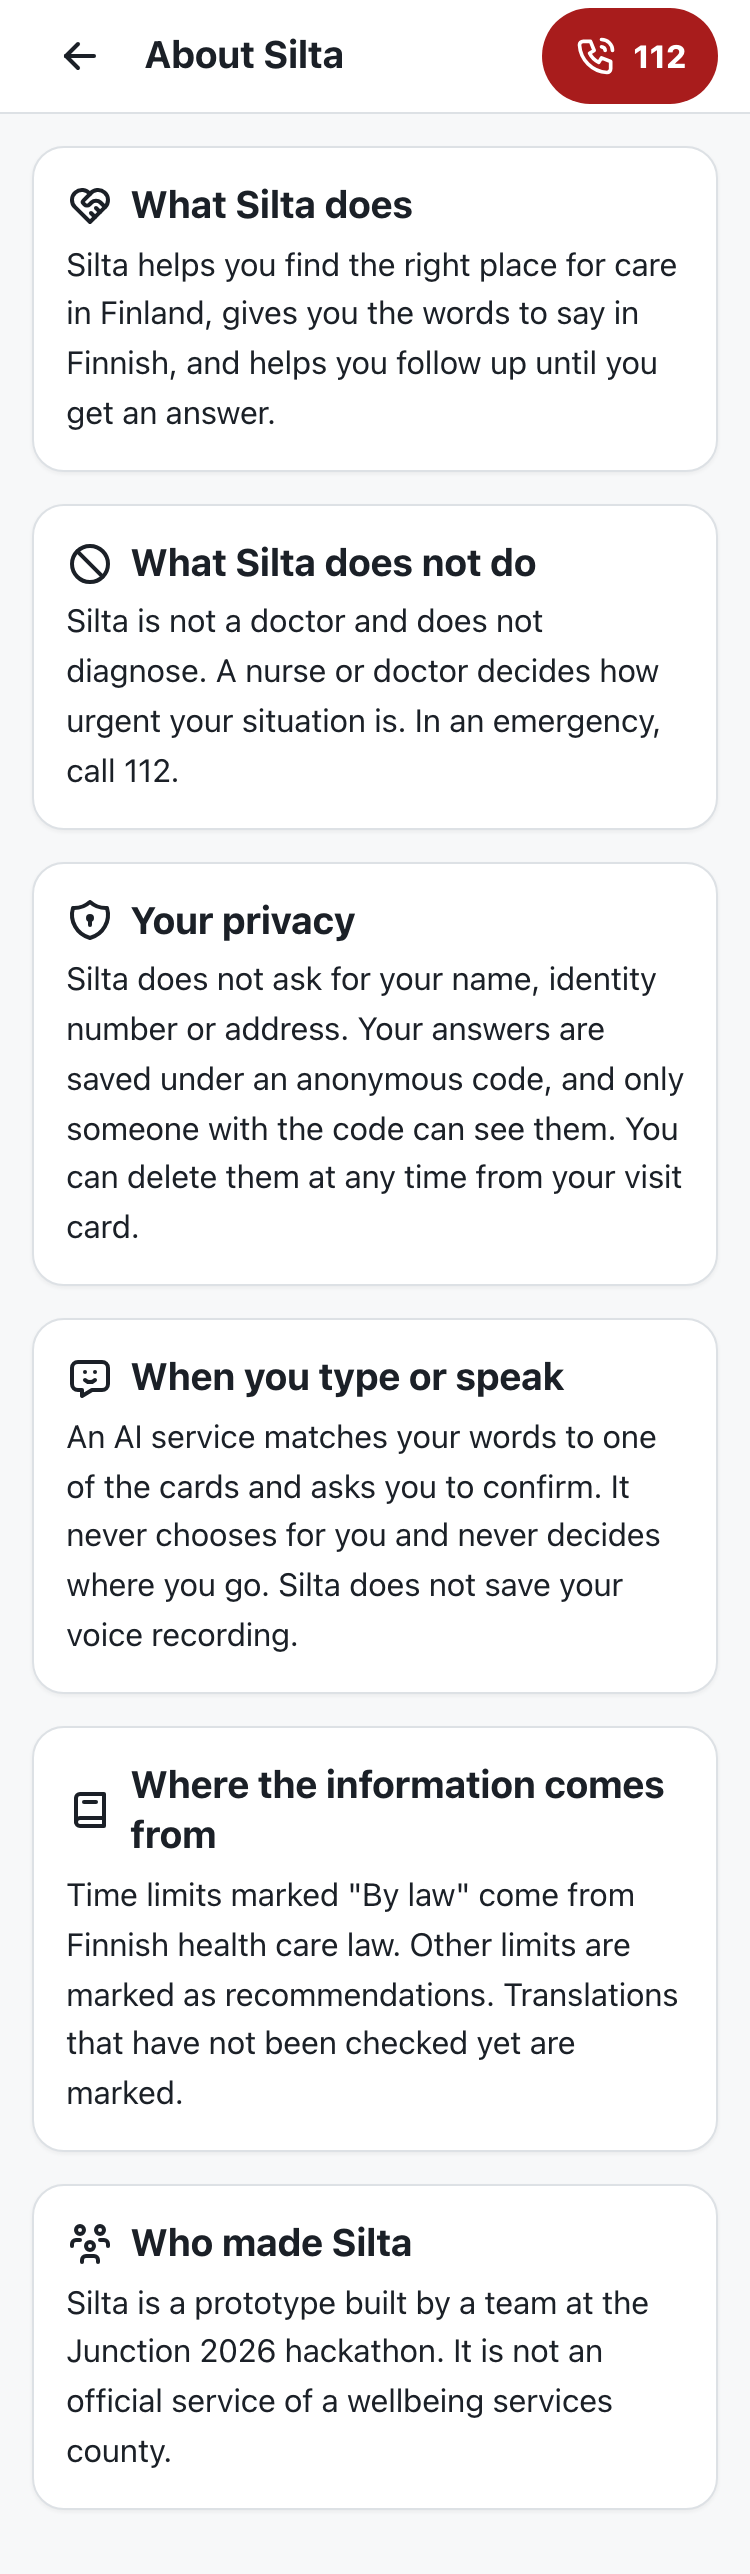 About Silta
112
What Silta does
Silta helps you find the right place for care
in Finland, gives you the words to say in
Finnish, and helps you follow up until you
get an answer.
What Silta does not do
Silta is not a doctor and does not
diagnose. A nurse or doctor decides how
urgent your situation is. In an emergency,
call 112.
Your privacy
Silta does not ask for your name, identity
number or address. Your answers are
saved under an anonymous code, and only
someone with the code can see them. You
can delete them at any time from your visit
card.
When you type or speak
An AI service matches your words to one
of the cards and asks you to confirm. It
never chooses for you and never decides
where you go. Silta does not save your
voice recording.
Where the information comes
from
Time limits marked "By law" come from
Finnish health care law. Other limits are
marked as recommendations. Translations
that have not been checked yet are
marked.
Who made Silta
Silta is a prototype built by a team at the
Junction 2026 hackathon. It is not an
official service of a wellbeing services
county.